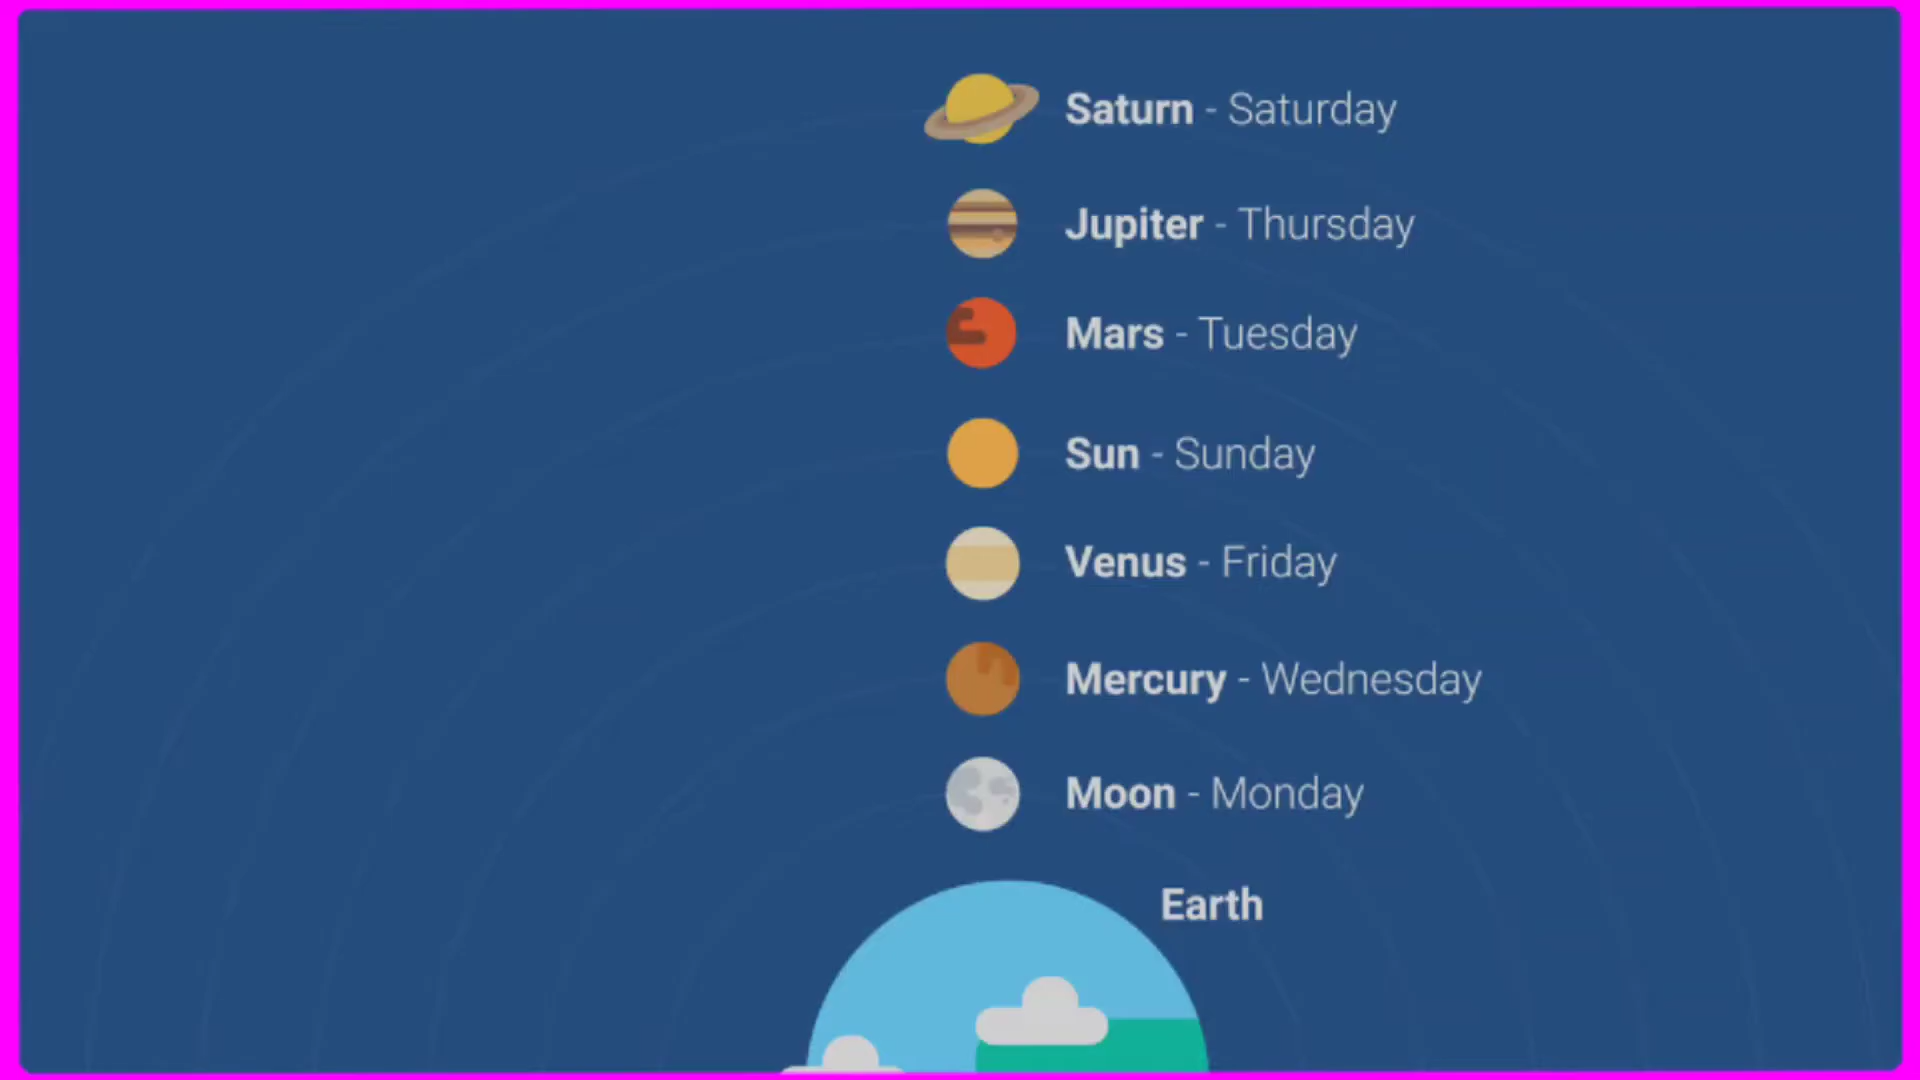 Saturn - Saturday
Jupiter - Thursday
Mars - Tuesday
Sun - Sunday
Venus - Friday
Mercury - Wednesday
Moon - Monday
Earth